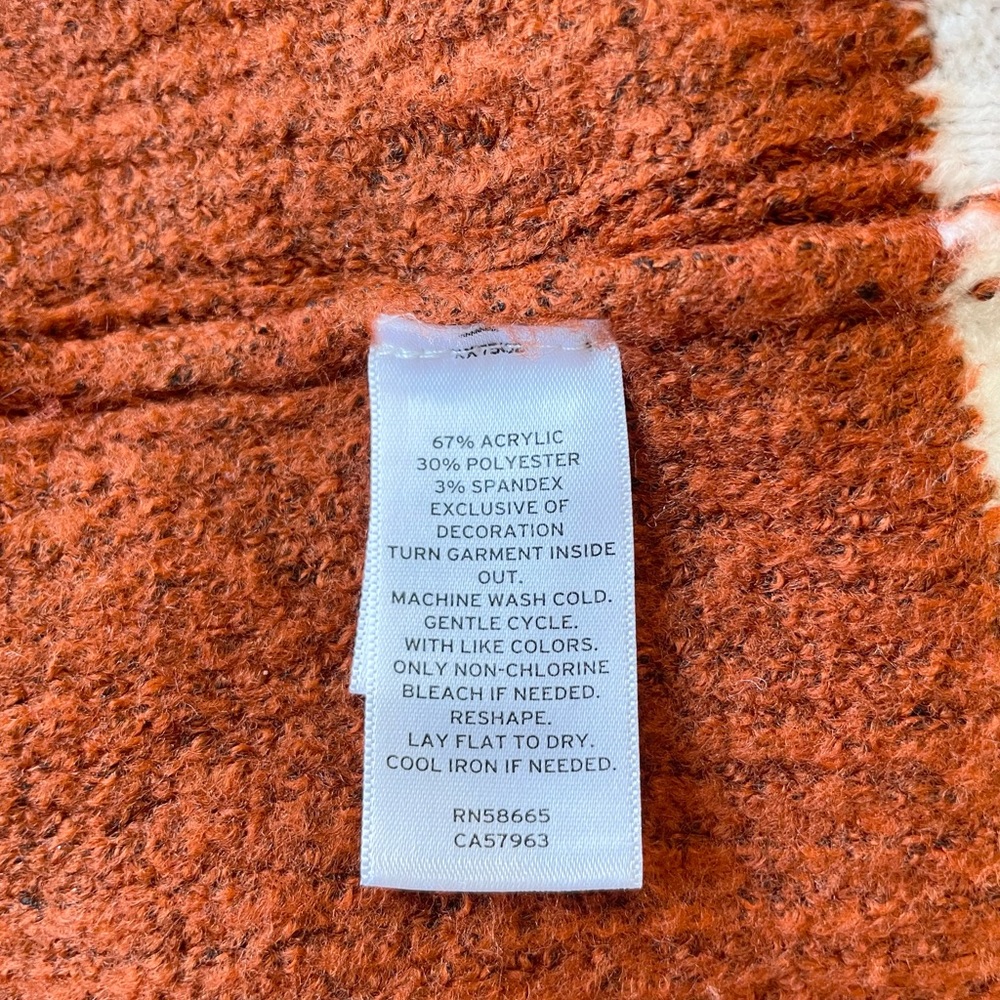 67% ACRYLIC
30% POLYESTER
3% SPANDEX
EXCLUSIVE OF
DECORATION
TURN GARMENT INSIDE
OUT.
MACHINE WASH COLD.
GENTLE CYCLE.
WITH LIKE COLORS.
ONLY NON-CHLORINE
BLEACH IF NEEDED.
RESHAPE.
LAY FLAT TO DRY.
COOL IRON IF NEEDED.
RN58665
CA57963